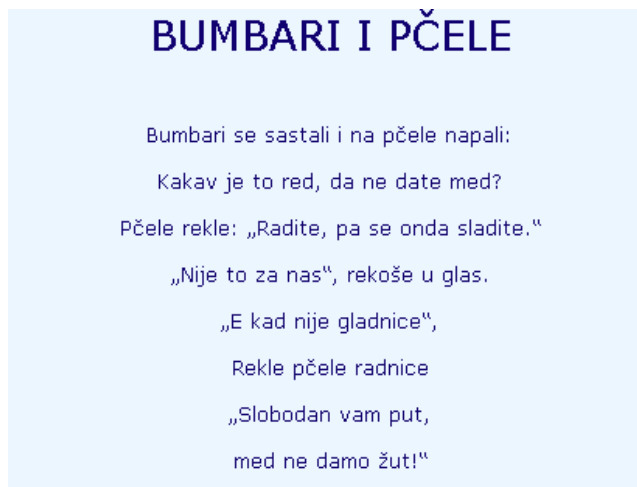 BUMBARI I PČELE
Bumbari se sastali i na pčele napali:
Kakav je to red, da ne date med?
Pčele rekle: „Radite, pa se onda sladite.“
„Nije to za nas“, rekoše u glas.
„E kad nije gladnice“,
Rekle pčele radnice
„Slobodan vam put,
med ne damo žut!“